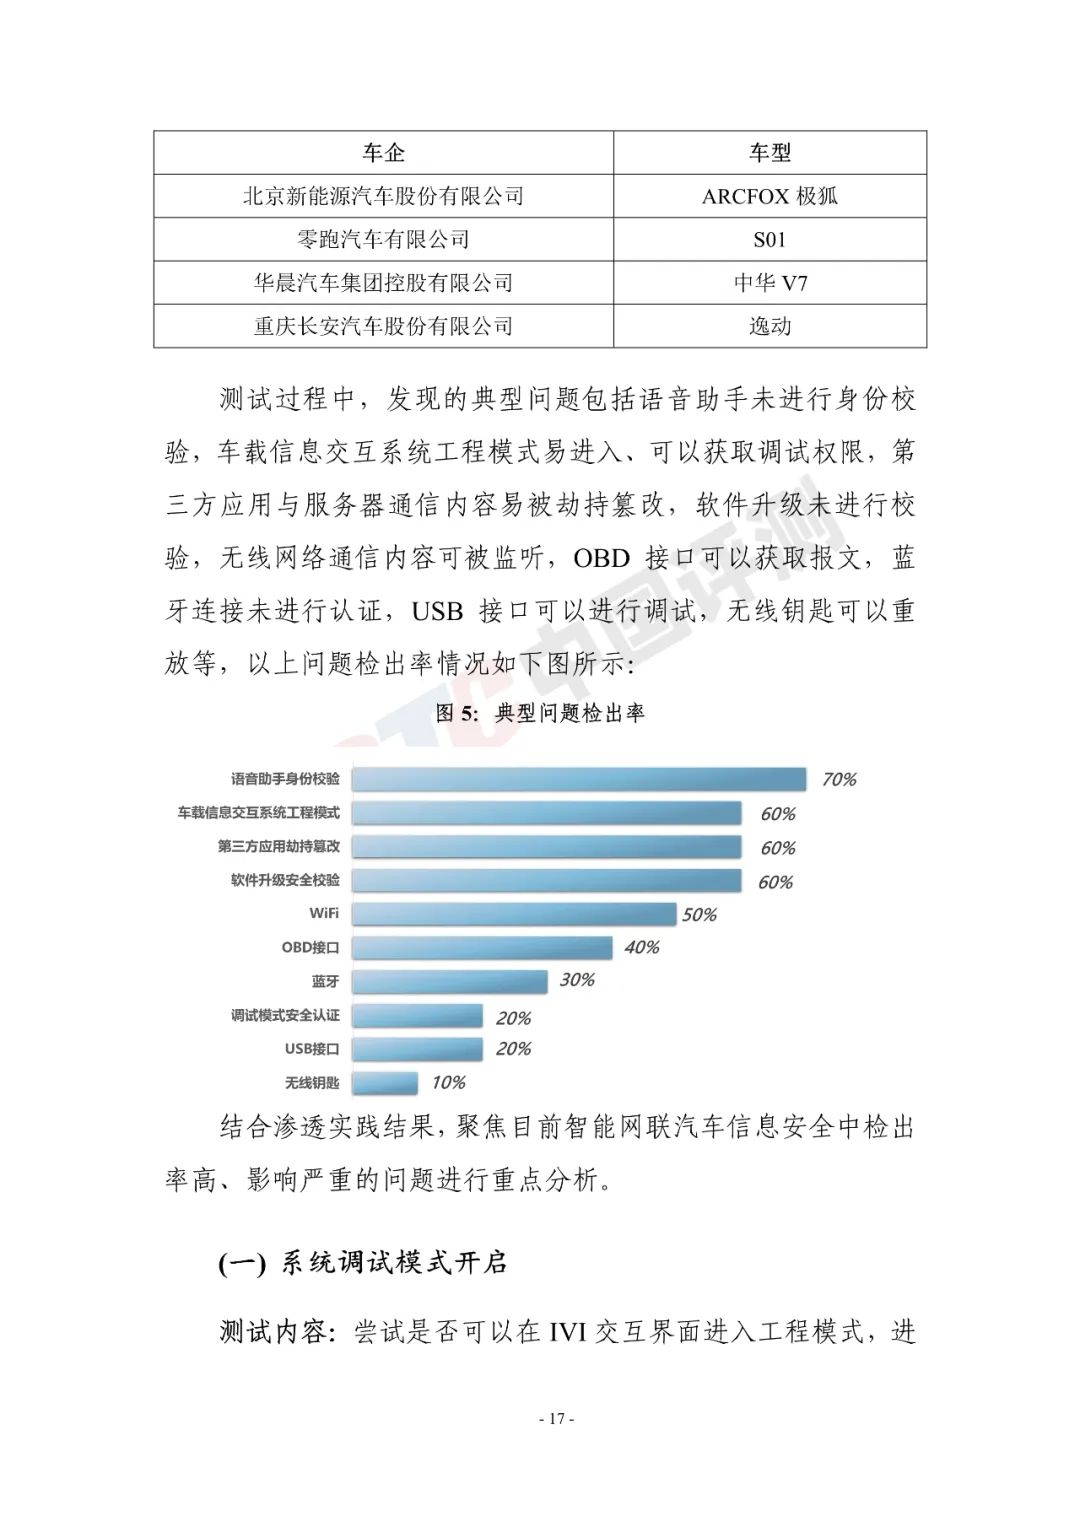 车企 车型
北京新能源汽车股份有限公司 ARCFOX 极狐
零跑汽车有限公司 S01
华晨汽车集团控股有限公司 中华 V7
重庆长安汽车股份有限公司 逸动
测试过程中，发现的典型问题包括语音助手未进行身份校
验，车载信息交互系统工程模式易进入、可以获取调试权限，第
三方应用与服务器通信内容易被劫持篡改，软件升级未进行校
验，无线网络通信内容可被监听，OBD 接口可以获取报文，蓝
牙连接未进行认证，USB 接口可以进行调试，无线钥匙可以重
放等，以上问题检出率情况如下图所示：
中国评测
图 5：典型问题检出率
语音助手身份校验 70%
车载信息交互系统工程模式 60%
第三方应用劫持篡改 60%
软件升级安全校验 60%
WiFi 50%
OBD接口 40%
蓝牙 30%
调试模式安全认证 20%
USB接口 20%
无线钥匙 10%
结合渗透实践结果，聚焦目前智能网联汽车信息安全中检出
率高、影响严重的问题进行重点分析。
(一) 系统调试模式开启
测试内容：尝试是否可以在 IVI 交互界面进入工程模式，进
- 17 -